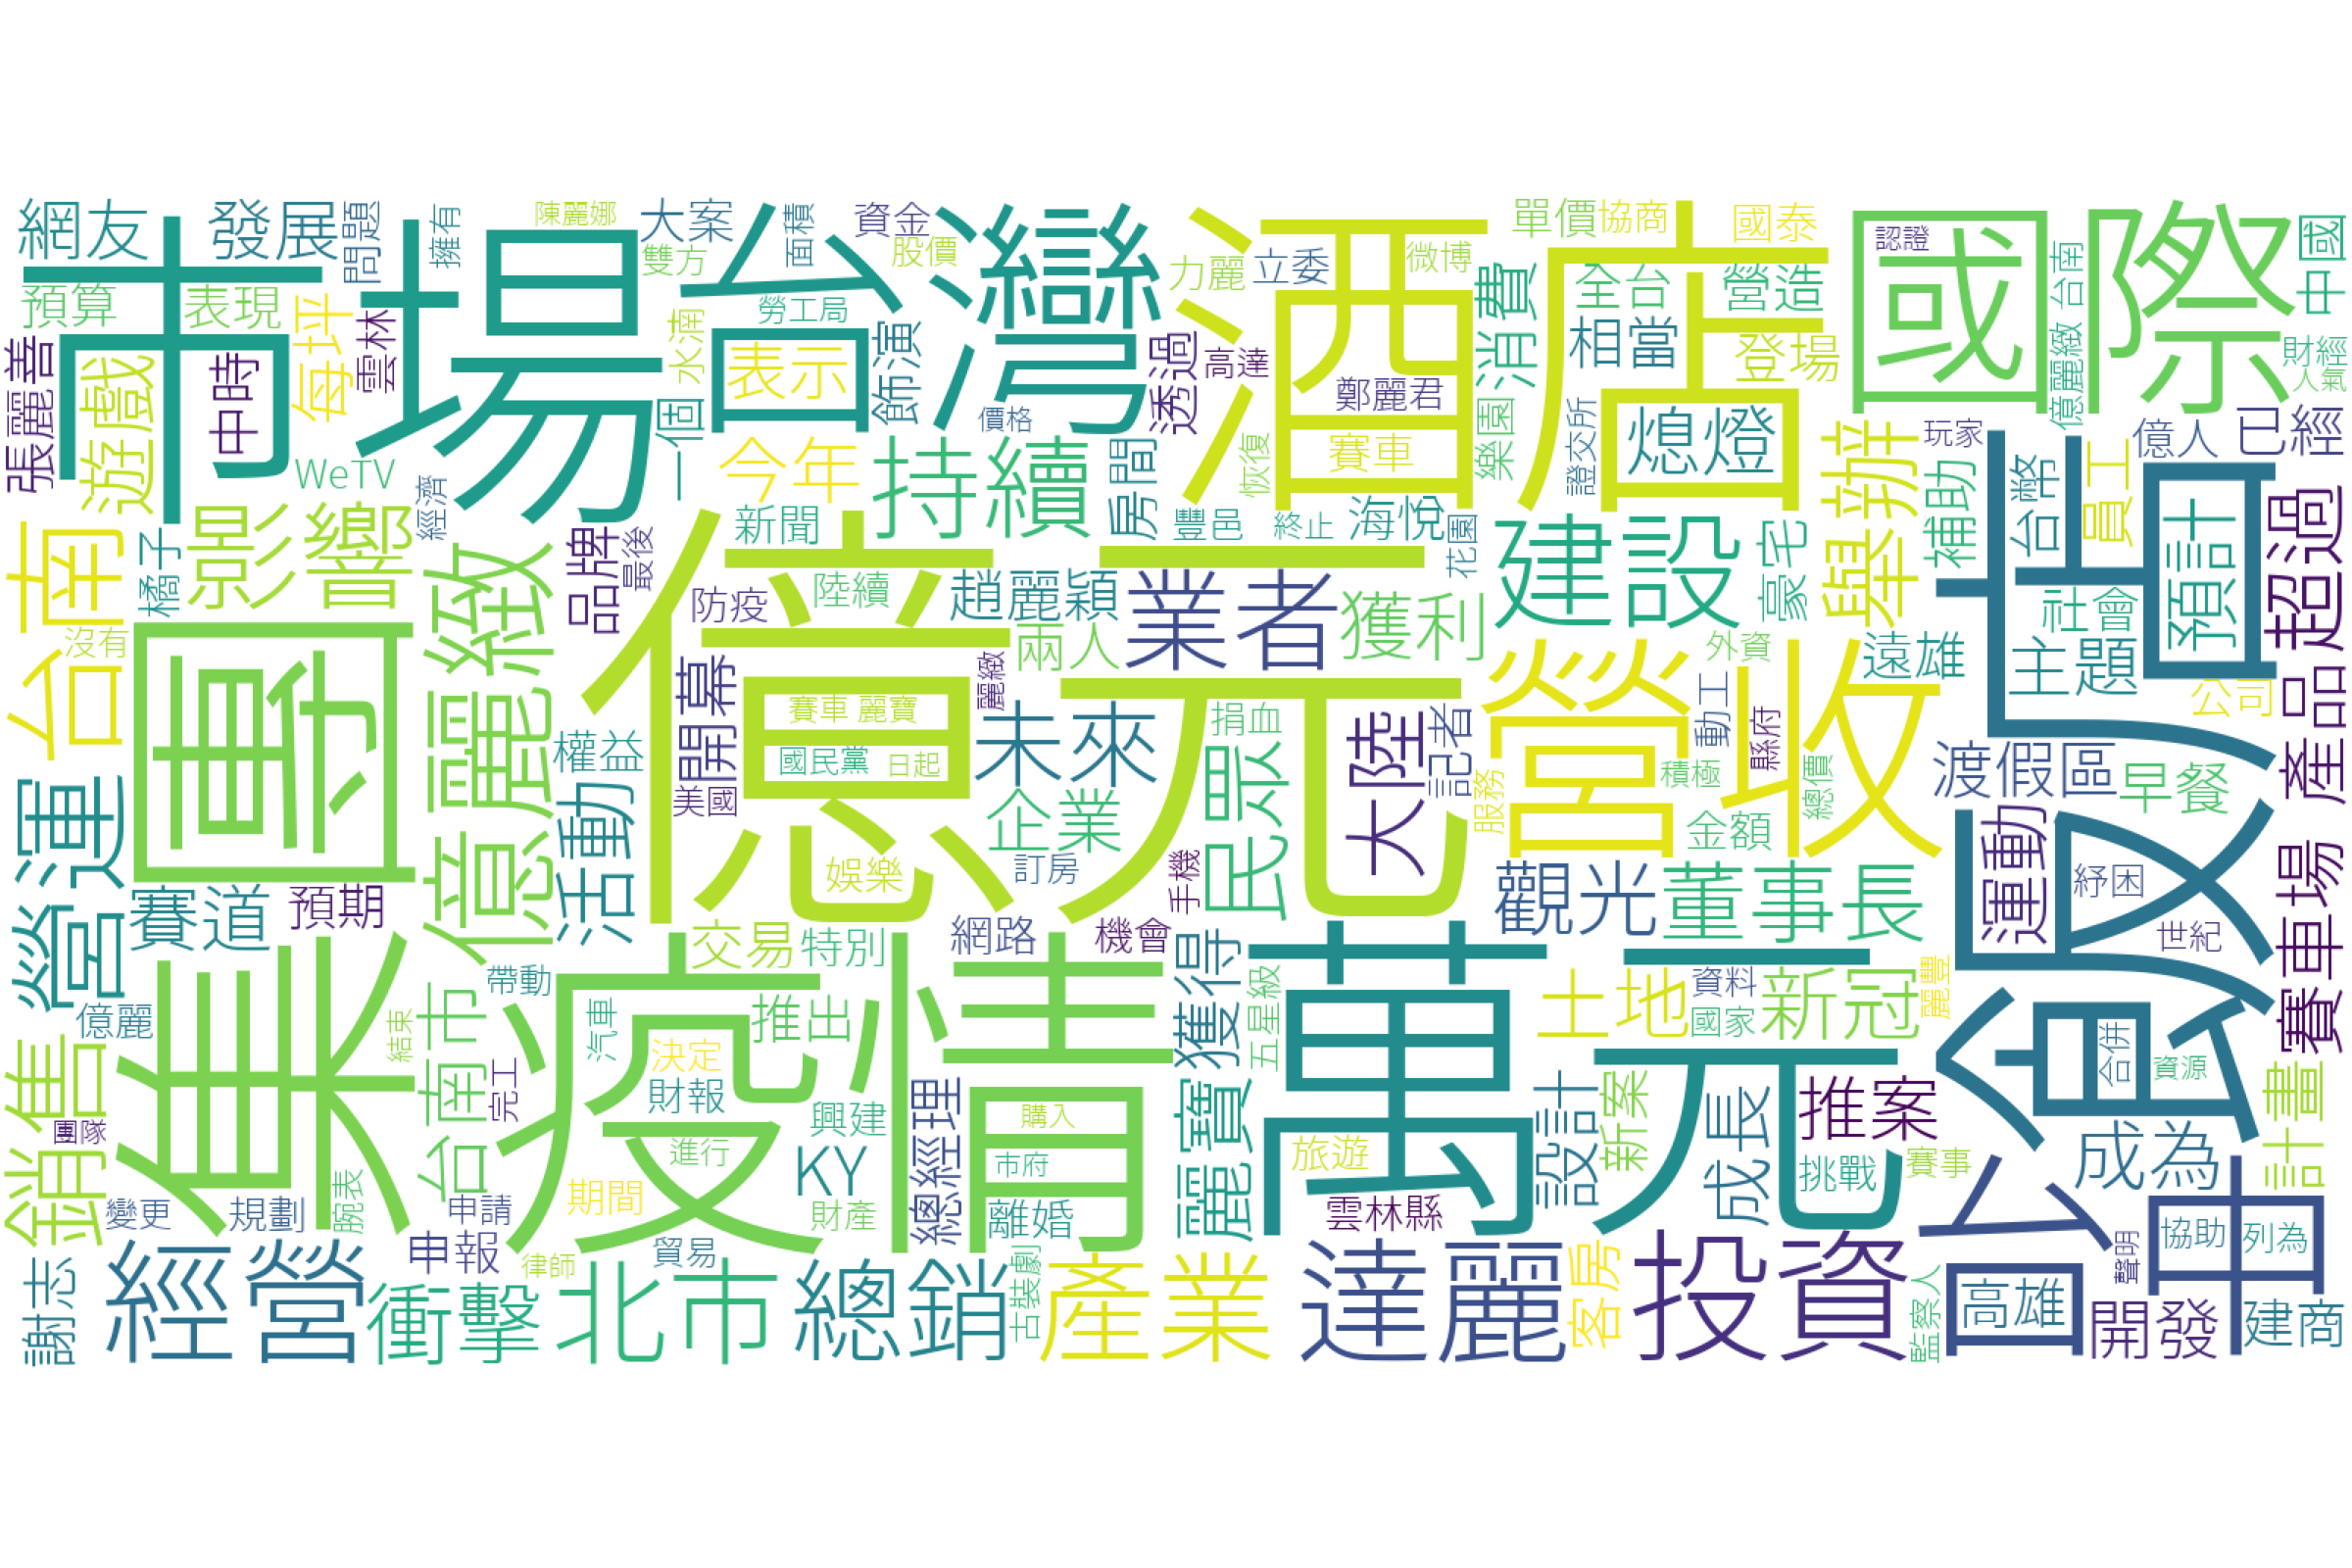 網友
發展
問題
擁有
陳麗娜
大案
面積
資金
單價
協商
國泰
認證
國際
中國
台南
市場
台灣
酒店
雙方
股價
力麗
立委
微博
全台
營造
預算
表現
每坪
雲林
水湳
勞工局
表示
飾演
透過
高達
鄭麗君
消費
相當
登場
財經
人氣
億麗緻
張麗善
遊戲
中時
一個
價格
今年
持續
房間
恢復
賽車
樂園
證交所
熄燈
舉辦
玩家
億人
已經
WeTV
經濟
橘子
影響
億麗緻
品牌
最後
新聞
豐邑
終止
海悅
花園
建設
豪宅
補助
台幣
員工
預計
超過
台南
沒有
集團
防疫
陸續
趙麗穎
兩人
業者
獲利
營收
外資
遠雄
社會
主題
公司
產品
億元
麗緻
賽車 麗寶
國民黨
日起
未來
捐血
民眾
大陸
記者
動工
縣府
權益
開幕
美國
活動
企業
服務
積極
金額
總價
渡假區
早餐
營運
賽道
預期
娛樂
訂房
手機
觀光
董事長
運動
紓困
世紀
賽車場
交易
特別
網路
機會
獲得
五星級
萬元
土地
資料
國家
新冠
麗豐
億麗
帶動
台南市
結束
汽車
推出
疫情
決定
財報
銷售
團隊
完工
興建
KY
購入
總經理
市府
麗寶
旅遊
設計
新案
成長
推案
挑戰
賽事
成為
合併
資源
計畫
進行
變更
規劃
腕表
申請
期間
財產
離婚
雲林縣
申報
謝志
經營
衝擊
律師
北市
貿易
總銷
古裝劇
產業
達麗
客房
投資
監察人
高雄
開發
聲明
協助
列為
建商